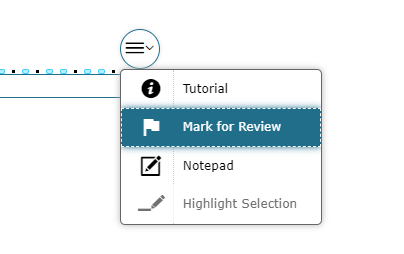 Tutorial
Mark for Review
Notepad
Highlight Selection